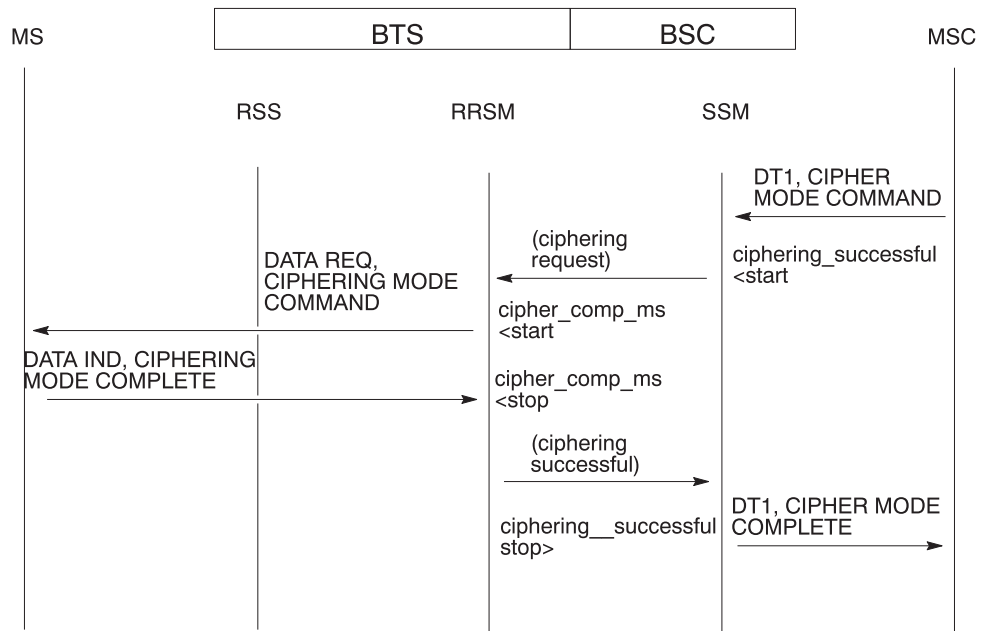 MS
BTS
BSC
MSC
RSS
RRSM
SSM
DT1, CIPHER
MODE COMMAND
(ciphering
request)
ciphering_successful
<start
DATA REQ,
CIPHERING MODE
COMMAND
cipher_comp_ms
<start
DATA IND, CIPHERING
MODE COMPLETE
cipher_comp_ms
<stop
(ciphering
successful)
DT1, CIPHER MODE
COMPLETE
ciphering__successful
stop>